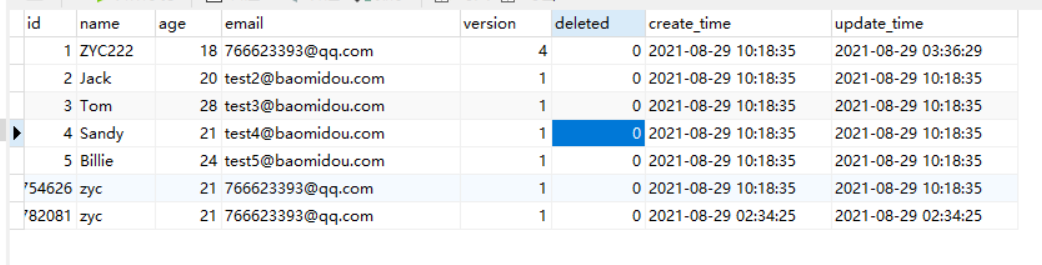 id name age email version deleted create_time update_time
1 ZYC222 18 766623393@qq.com 4 0 2021-08-29 10:18:35 2021-08-29 03:36:29
2 Jack 20 test2@baomidou.com 1 0 2021-08-29 10:18:35 2021-08-29 10:18:35
3 Tom 28 test3@baomidou.com 1 0 2021-08-29 10:18:35 2021-08-29 10:18:35
4 Sandy 21 test4@baomidou.com 1 0 2021-08-29 10:18:35 2021-08-29 10:18:35
5 Billie 24 test5@baomidou.com 1 0 2021-08-29 10:18:35 2021-08-29 10:18:35
754626 zyc 21 766623393@qq.com 1 0 2021-08-29 10:18:35 2021-08-29 10:18:35
782081 zyc 21 766623393@qq.com 1 0 2021-08-29 02:34:25 2021-08-29 02:34:25